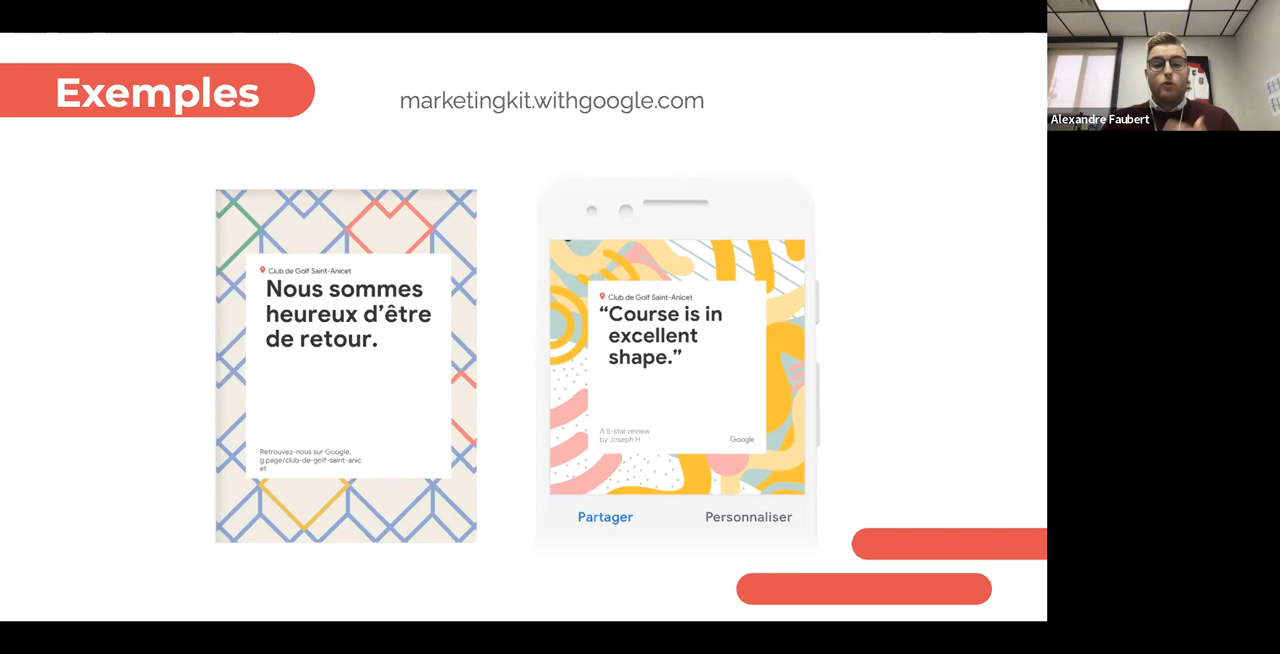 Exemples
marketingkit.withgoogle.com
Alexandre Faubert
Club de Golf Saint-Anicet
Nous sommes
heureux d’être
de retour.
Retrouvez-nous sur Google.
g.page/club-de-golf-saint-anic
et
Club de Golf Saint-Anicet
“Course is in
excellent
shape.”
A 5-star review
by Joseph H
Google
Partager
Personnaliser